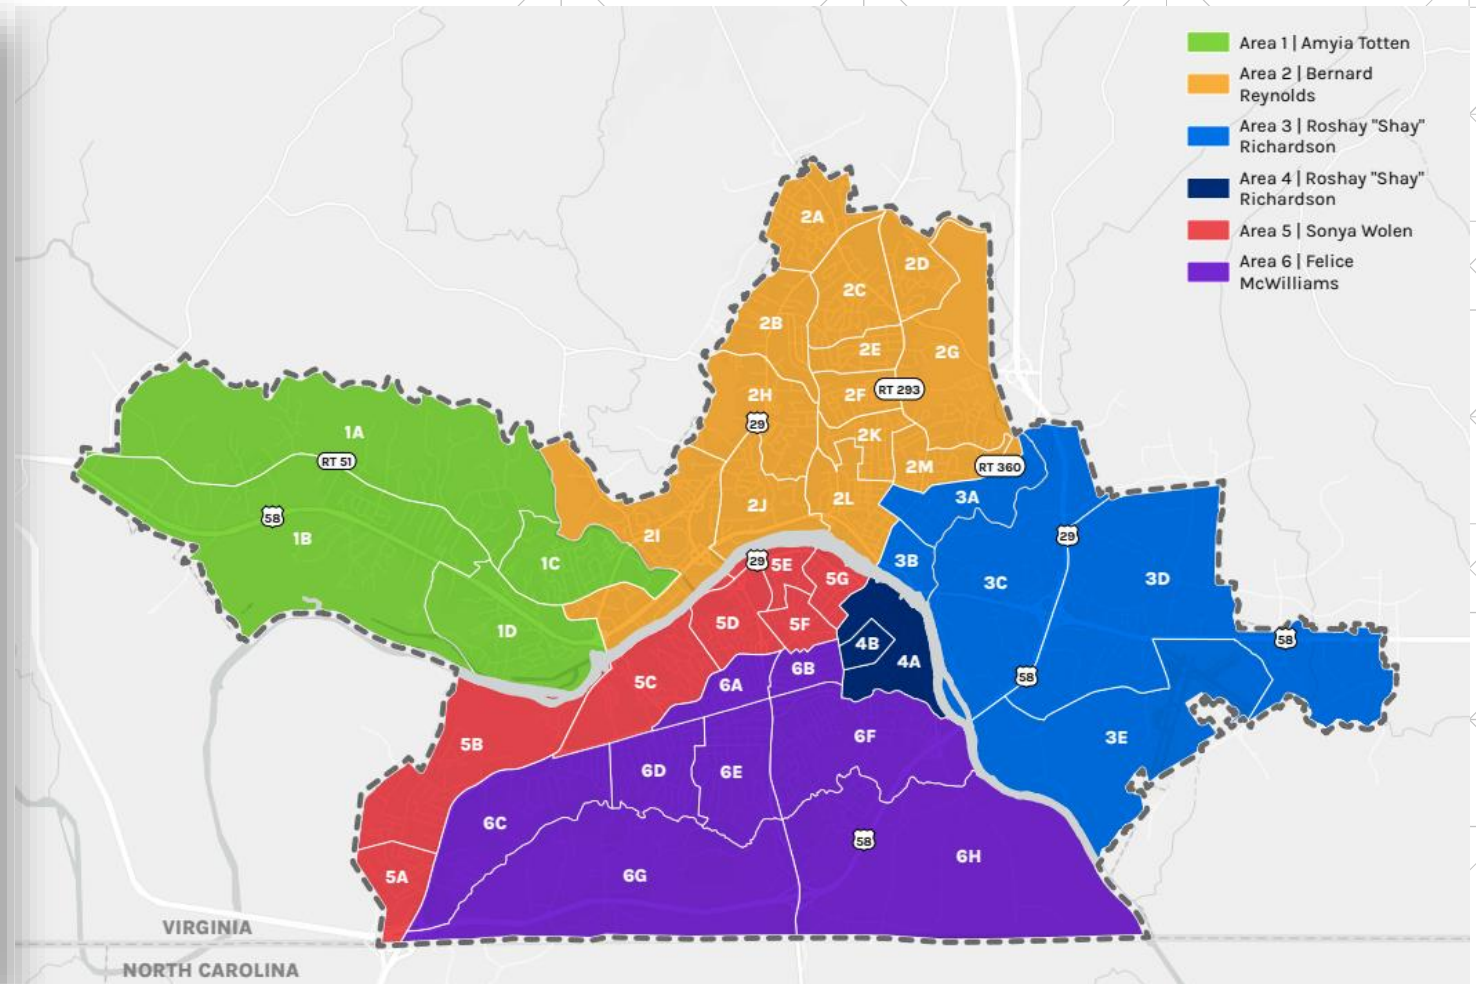 Area 1 | Amyia Totten
Area 2 | Bernard
Reynolds
Area 3 | Roshay "Shay"
Richardson
Area 4 | Roshay "Shay"
Richardson
Area 5 | Sonya Wolen
Area 6 | Felice
McWilliams
2A
2D
2C
2B
2E
2G
RT 293
2H
2F
29
1A
2K
RT 51
2M
RT 360
3A
2J
2L
58
1B
2I
29
1C
29
5E
3B
5G
3C
3D
1D
5D
5F
4B
4A
58
6B
5C
6A
58
5B
6F
3E
6D
6E
6C
58
6H
5A
6G
VIRGINIA
NORTH CAROLINA